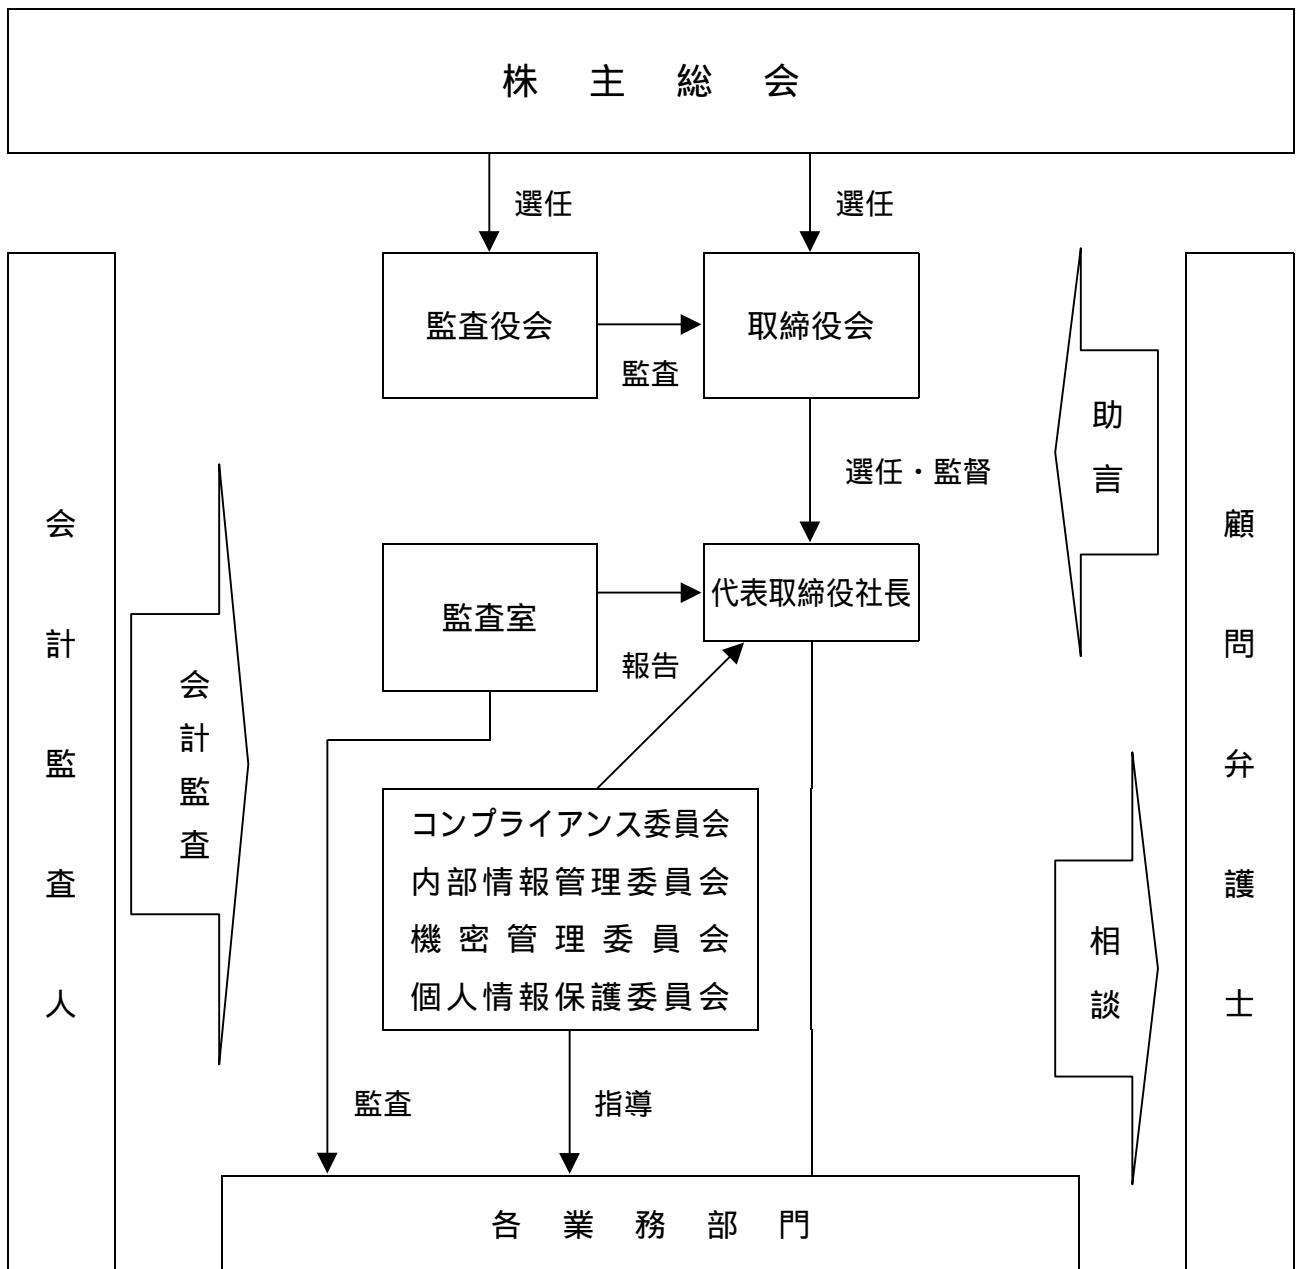 株主総会
選任
選任
監査役会
取締役会
監査
助言
選任・監督
会計監査人
会計監査
監査室
代表取締役社長
報告
顧問弁護士
コンプライアンス委員会
内部情報管理委員会
機密管理委員会
個人情報保護委員会
相談
監査
指導
各業務部門